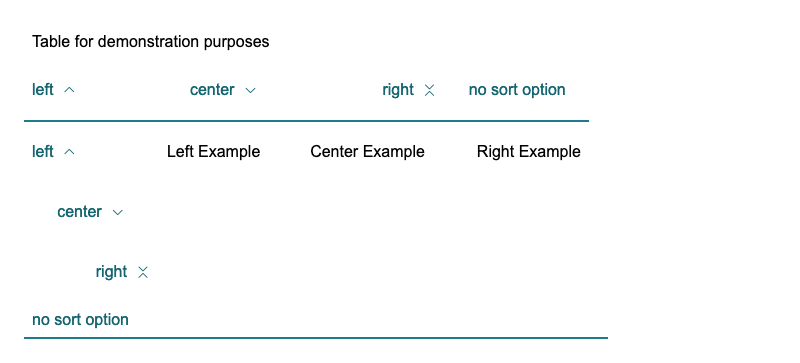 Table for demonstration purposes
left center right no sort option
left Left Example Center Example Right Example
center
right
no sort option